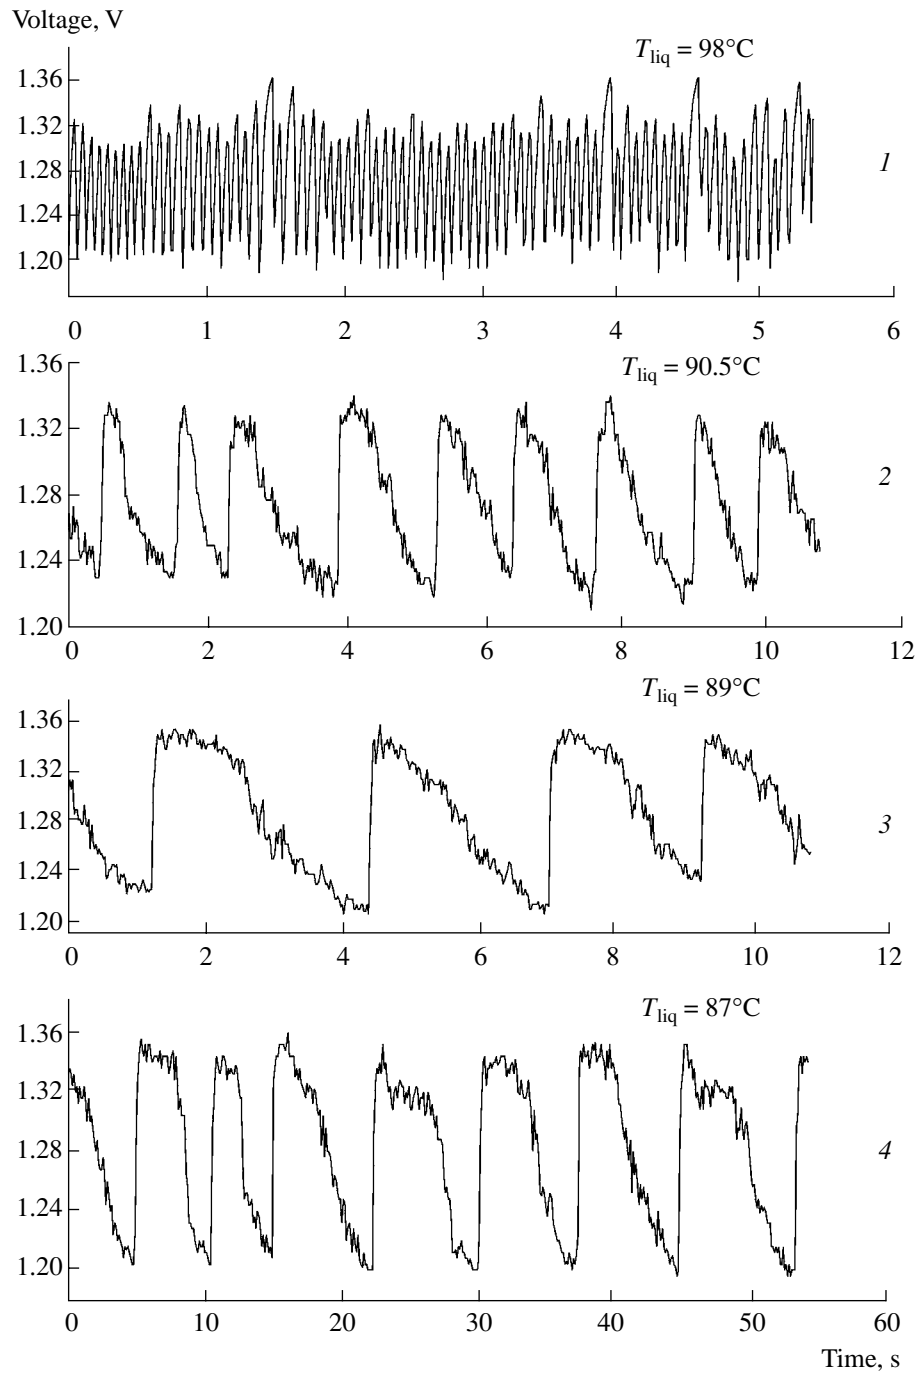 Voltage, V
T_liq = 98°C
1.36
1.32
1.28
1.24
1.20
1
0 1 2 3 4 5 6
1.36
T_liq = 90.5°C
1.32
1.28
2
1.24
1.20
0 2 4 6 8 10 12
T_liq = 89°C
1.36
1.32
1.28
3
1.24
1.20
0 2 4 6 8 10 12
T_liq = 87°C
1.36
1.32
1.28
4
1.24
1.20
0 10 20 30 40 50 60
Time, s